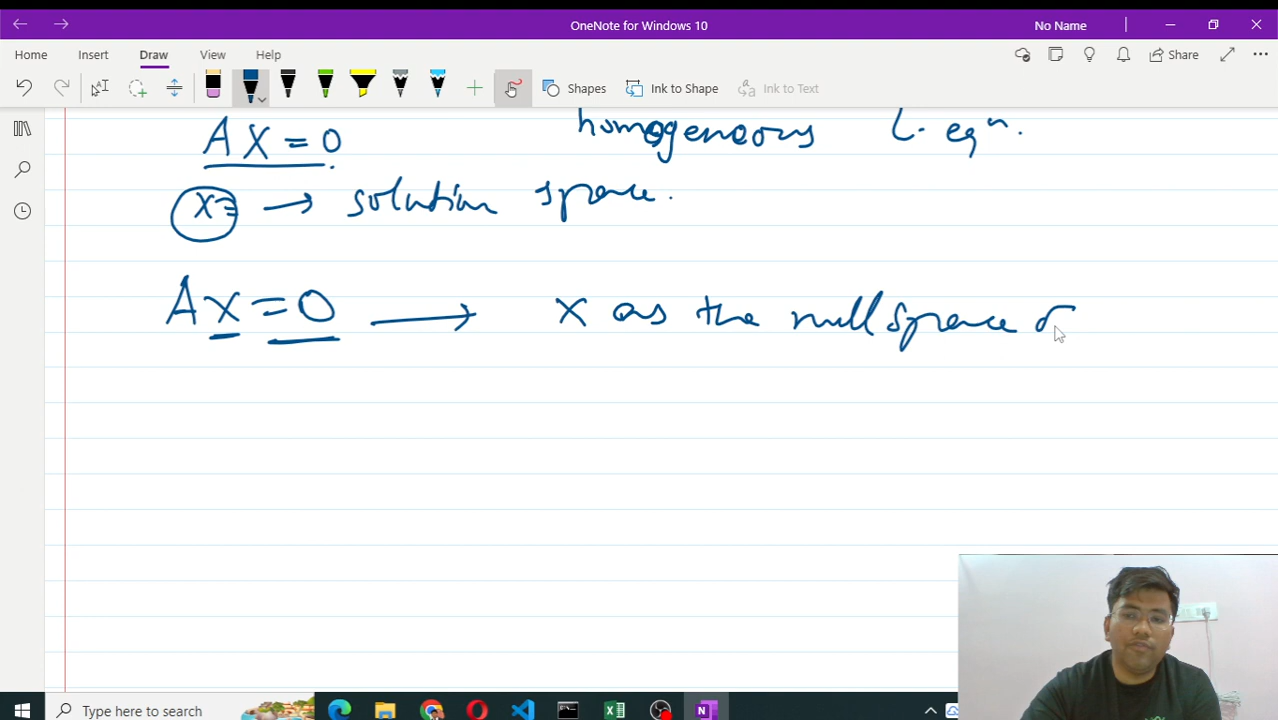 OneNote for Windows 10
No Name
Home Insert Draw View Help
Share
Shapes Ink to Shape Ink to Text
homogeneous L. eqⁿ.
AX = 0
x= → solution space.
AX = 0 → X as the null space of
Type here to search